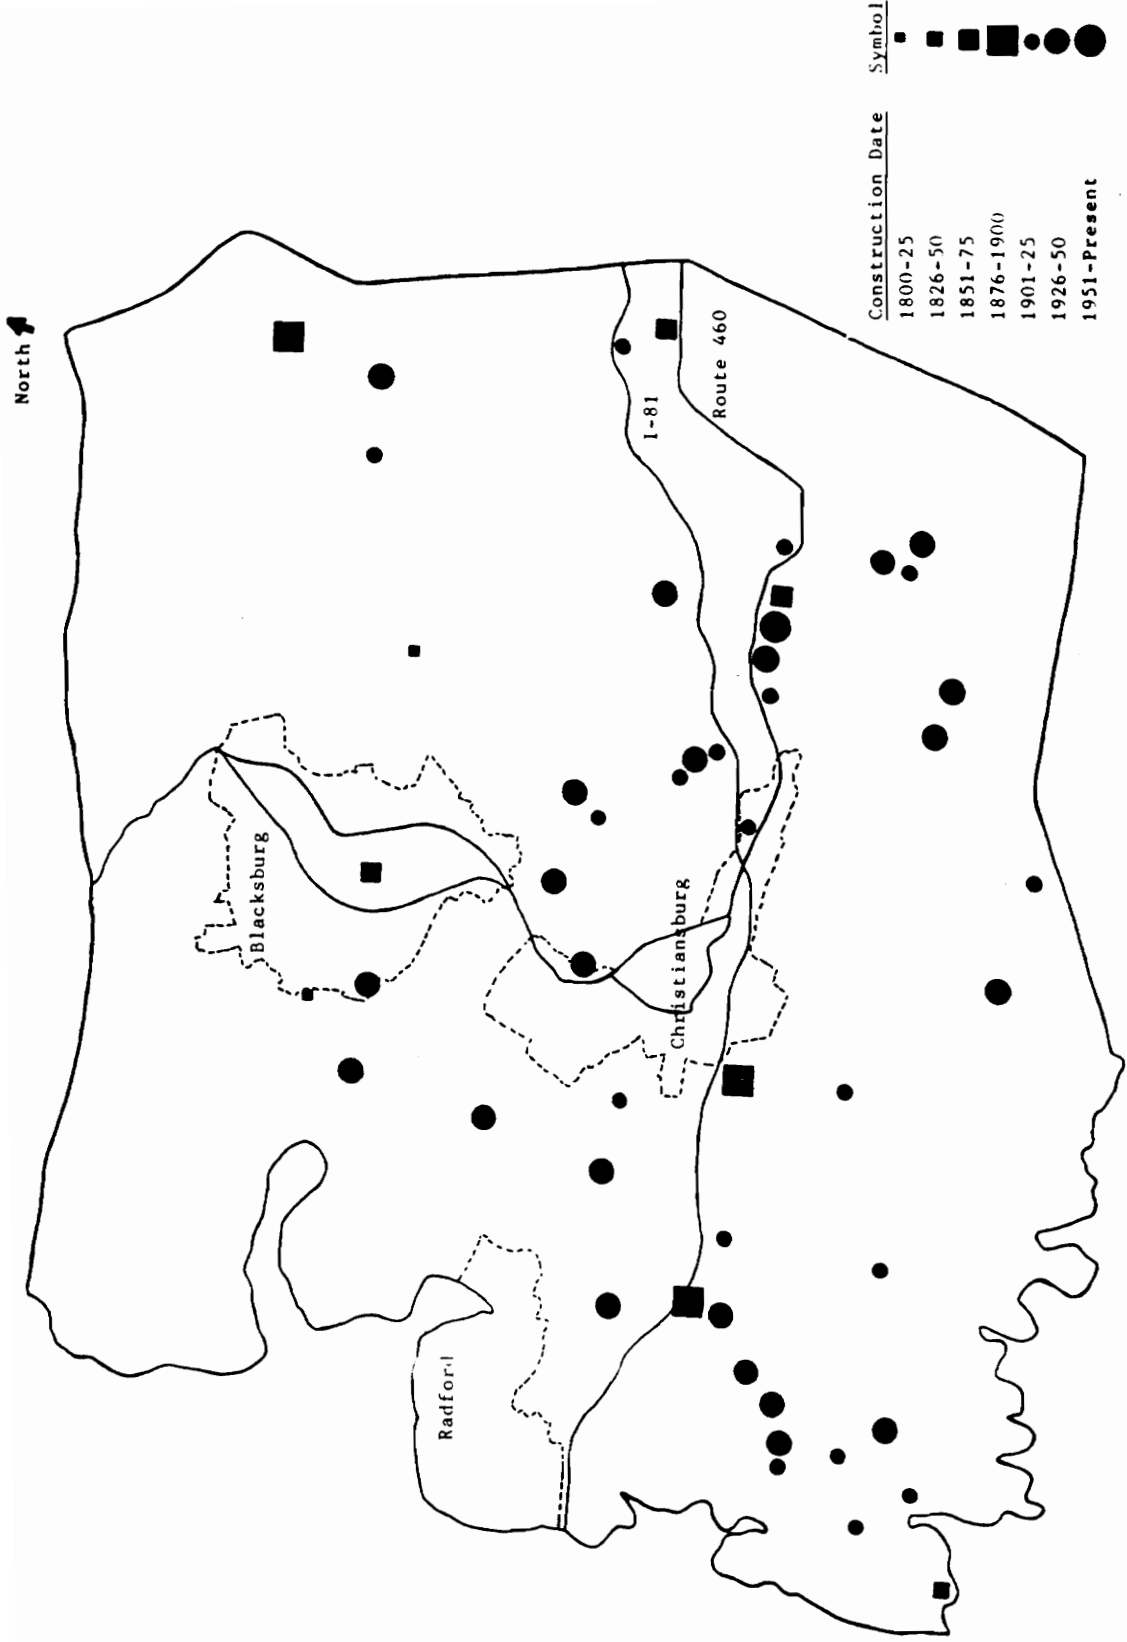 North
Blacksburg
Christiansburg
Radford
I-81
Route 460
Construction Date Symbol
1800-25
1826-50
1851-75
1876-1900
1901-25
1926-50
1951-Present